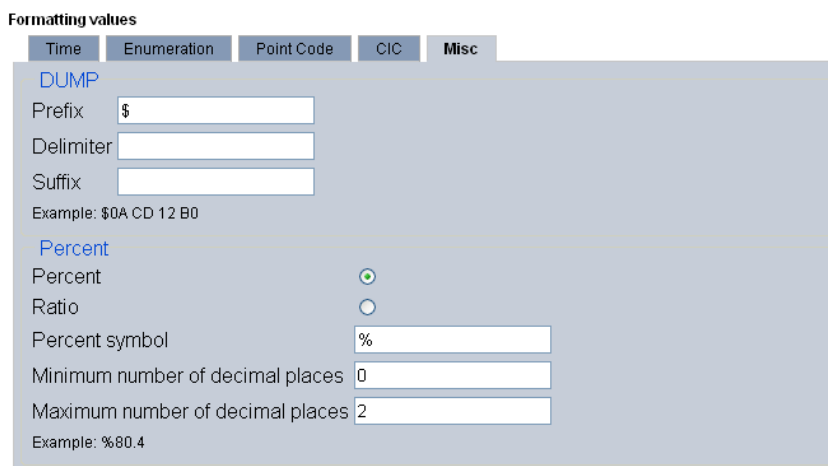 Formatting values
Time Enumeration Point Code CIC Misc
DUMP
Prefix $
Delimiter
Suffix
Example: $0A CD 12 B0
Percent
Percent
Ratio
Percent symbol %
Minimum number of decimal places 0
Maximum number of decimal places 2
Example: %80.4